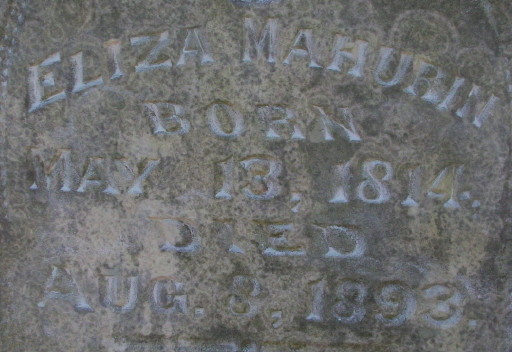 ELIZA MAHURIN
BORN
MAY 13, 1814.
DIED
AUG. 3, 1893.